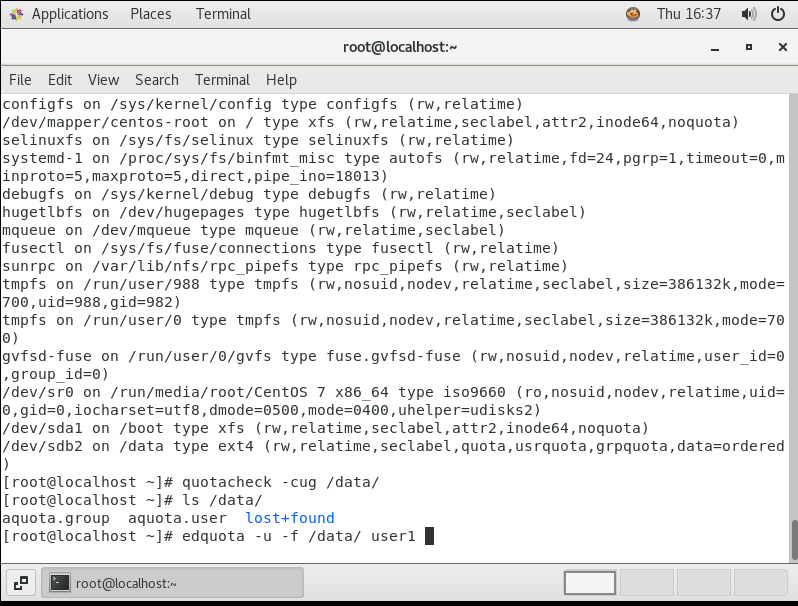 Applications Places Terminal Thu 16:37
root@localhost:~
File Edit View Search Terminal Help
configfs on /sys/kernel/config type configfs (rw,relatime)
/dev/mapper/centos-root on / type xfs (rw,relatime,seclabel,attr2,inode64,noquota)
selinuxfs on /sys/fs/selinux type selinuxfs (rw,relatime)
systemd-1 on /proc/sys/fs/binfmt_misc type autofs (rw,relatime,fd=24,pgrp=1,timeout=0,m
inproto=5,maxproto=5,direct,pipe_ino=18013)
debugfs on /sys/kernel/debug type debugfs (rw,relatime)
hugetlbfs on /dev/hugepages type hugetlbfs (rw,relatime,seclabel)
mqueue on /dev/mqueue type mqueue (rw,relatime,seclabel)
fusectl on /sys/fs/fuse/connections type fusectl (rw,relatime)
sunrpc on /var/lib/nfs/rpc_pipefs type rpc_pipefs (rw,relatime)
tmpfs on /run/user/988 type tmpfs (rw,nosuid,nodev,relatime,seclabel,size=386132k,mode=
700,uid=988,gid=982)
tmpfs on /run/user/0 type tmpfs (rw,nosuid,nodev,relatime,seclabel,size=386132k,mode=70
0)
gvfsd-fuse on /run/user/0/gvfs type fuse.gvfsd-fuse (rw,nosuid,nodev,relatime,user_id=0
,group_id=0)
/dev/sr0 on /run/media/root/CentOS 7 x86_64 type iso9660 (ro,nosuid,nodev,relatime,uid=
0,gid=0,iocharset=utf8,dmode=0500,mode=0400,uhelper=udisks2)
/dev/sda1 on /boot type xfs (rw,relatime,seclabel,attr2,inode64,noquota)
/dev/sdb2 on /data type ext4 (rw,relatime,seclabel,quota,usrquota,grpquota,data=ordered
)
[root@localhost ~]# quotacheck -cug /data/
[root@localhost ~]# ls /data/
aquota.group  aquota.user  lost+found
[root@localhost ~]# edquota -u -f /data/ user1
root@localhost:~